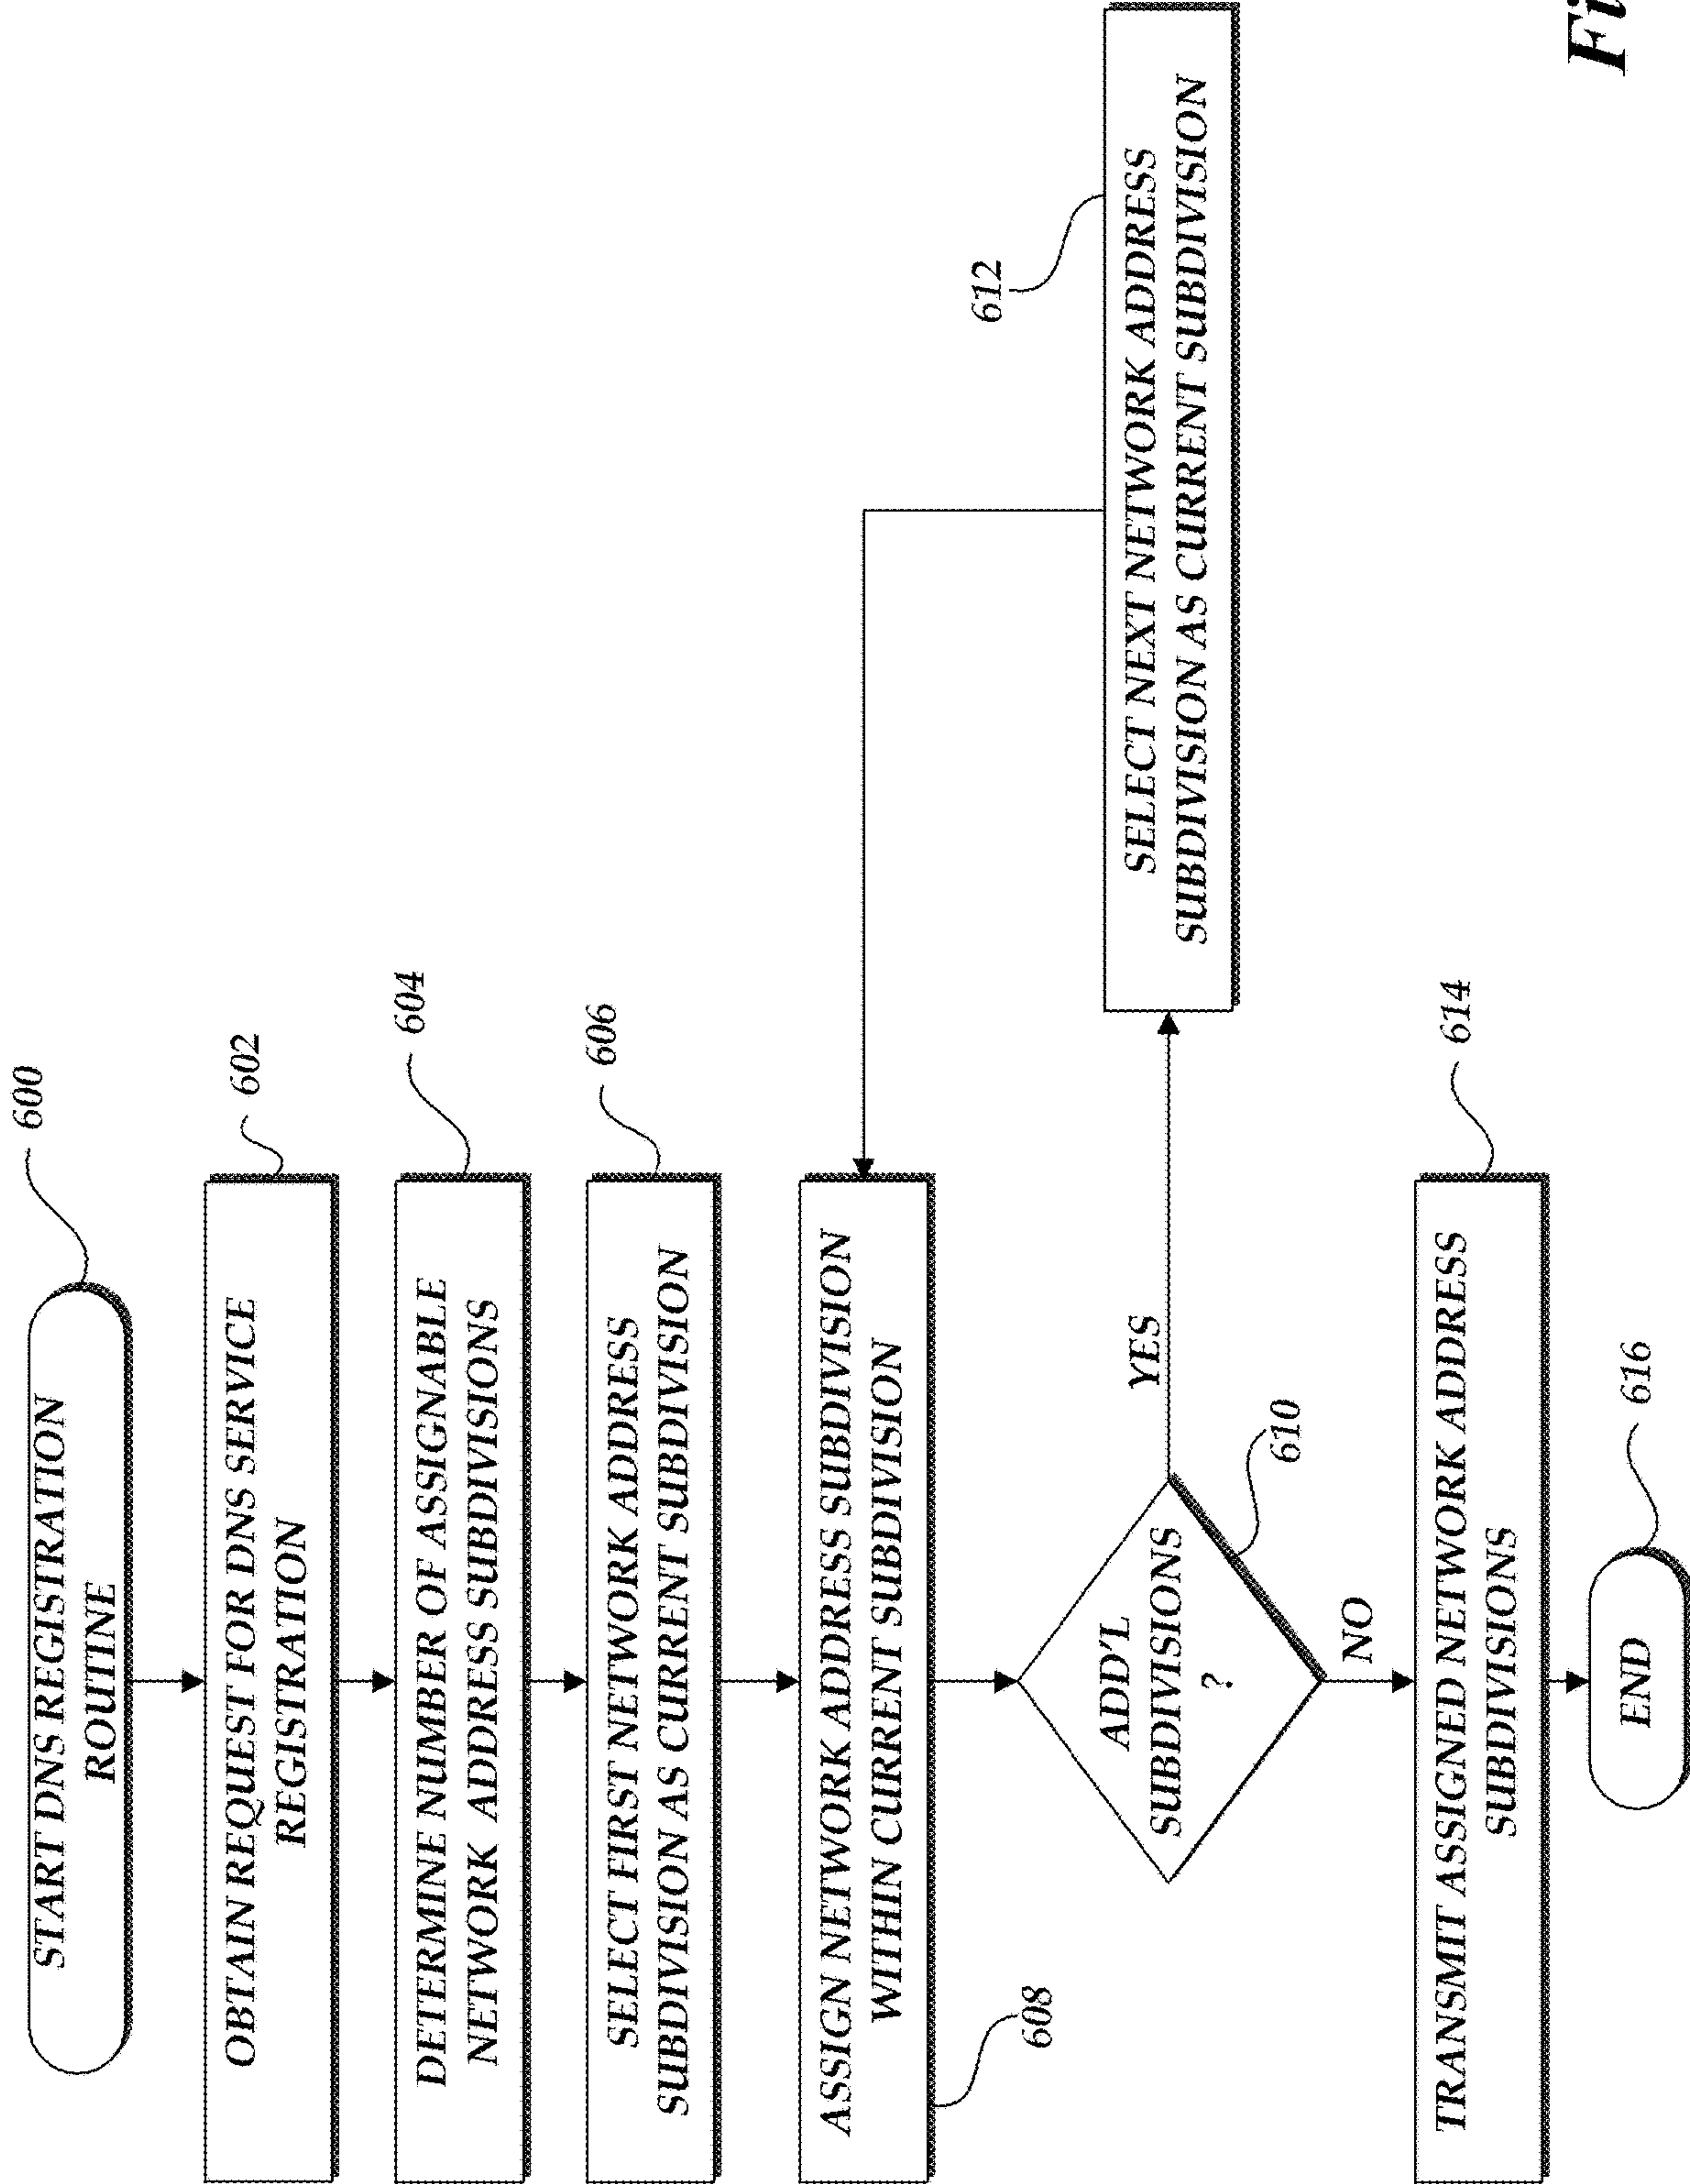 START DNS REGISTRATION
ROUTINE
600
OBTAIN REQUEST FOR DNS SERVICE
REGISTRATION
602
DETERMINE NUMBER OF ASSIGNABLE
NETWORK ADDRESS SUBDIVISIONS
604
SELECT FIRST NETWORK ADDRESS
SUBDIVISION AS CURRENT SUBDIVISION
606
ASSIGN NETWORK ADDRESS SUBDIVISION
WITHIN CURRENT SUBDIVISION
608
ADD'L
SUBDIVISIONS
?
610
YES
SELECT NEXT NETWORK ADDRESS
SUBDIVISION AS CURRENT SUBDIVISION
612
NO
TRANSMIT ASSIGNED NETWORK ADDRESS
SUBDIVISIONS
614
END
616